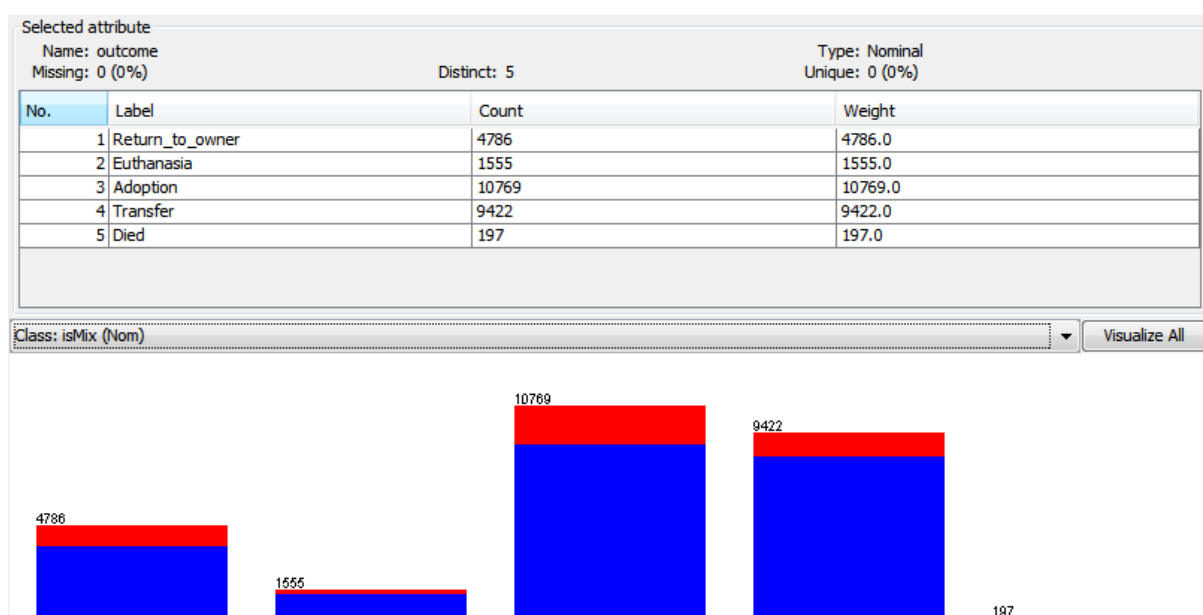 Selected attribute
Name: outcome Type: Nominal
Missing: 0 (0%) Distinct: 5 Unique: 0 (0%)
No. Label Count Weight
1 Return_to_owner 4786 4786.0
2 Euthanasia 1555 1555.0
3 Adoption 10769 10769.0
4 Transfer 9422 9422.0
5 Died 197 197.0
Class: isMix (Nom) Visualize All
10769
9422
4786
1555
197